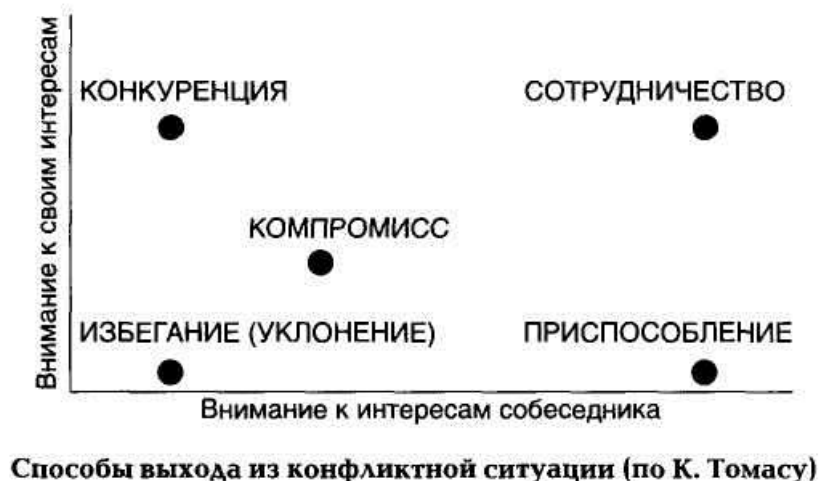 Внимание к своим интересам
КОНКУРЕНЦИЯ
СОТРУДНИЧЕСТВО
КОМПРОМИСС
ИЗБЕГАНИЕ (УКЛОНЕНИЕ)
ПРИСПОСОБЛЕНИЕ
Внимание к интересам собеседника
Способы выхода из конфликтной ситуации (по К. Томасу)